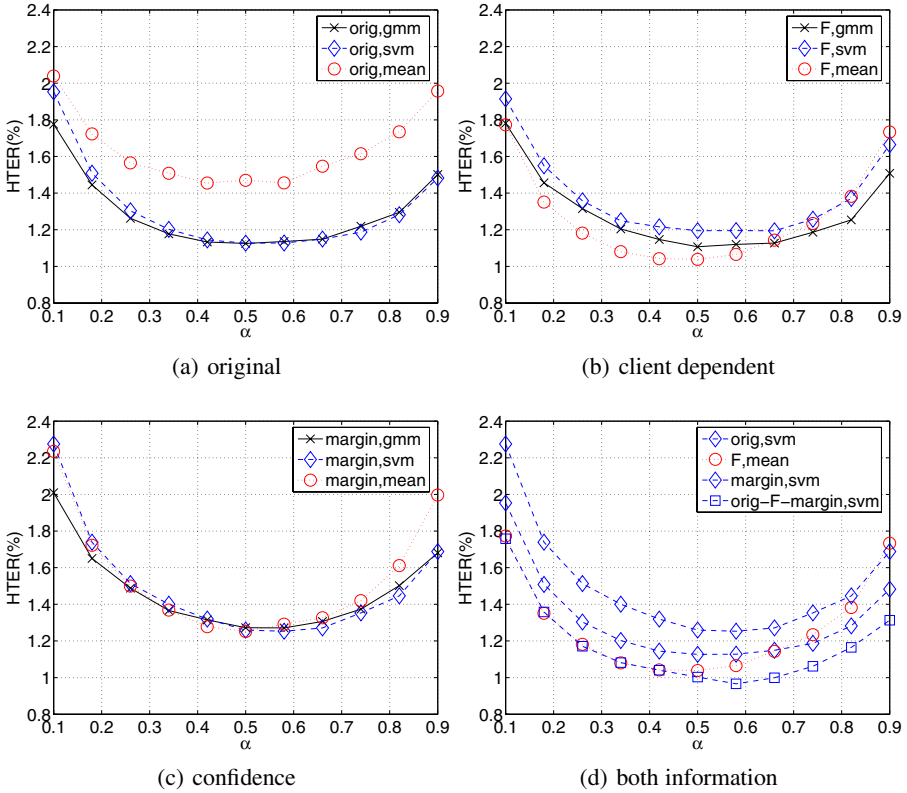 2.4
2.2
2
1.8
1.6
1.4
1.2
1
0.8
HTER(%)
0.1 0.2 0.3 0.4 0.5 0.6 0.7 0.8 0.9
α
orig,gmm
orig,svm
orig,mean
(a) original
2.4
2.2
2
1.8
1.6
1.4
1.2
1
0.8
HTER(%)
0.1 0.2 0.3 0.4 0.5 0.6 0.7 0.8 0.9
α
F,gmm
F,svm
F,mean
(b) client dependent
2.4
2.2
2
1.8
1.6
1.4
1.2
1
0.8
HTER(%)
0.1 0.2 0.3 0.4 0.5 0.6 0.7 0.8 0.9
α
margin,gmm
margin,svm
margin,mean
(c) confidence
2.4
2.2
2
1.8
1.6
1.4
1.2
1
0.8
HTER(%)
0.1 0.2 0.3 0.4 0.5 0.6 0.7 0.8 0.9
α
orig,svm
F,mean
margin,svm
orig−F−margin,svm
(d) both information